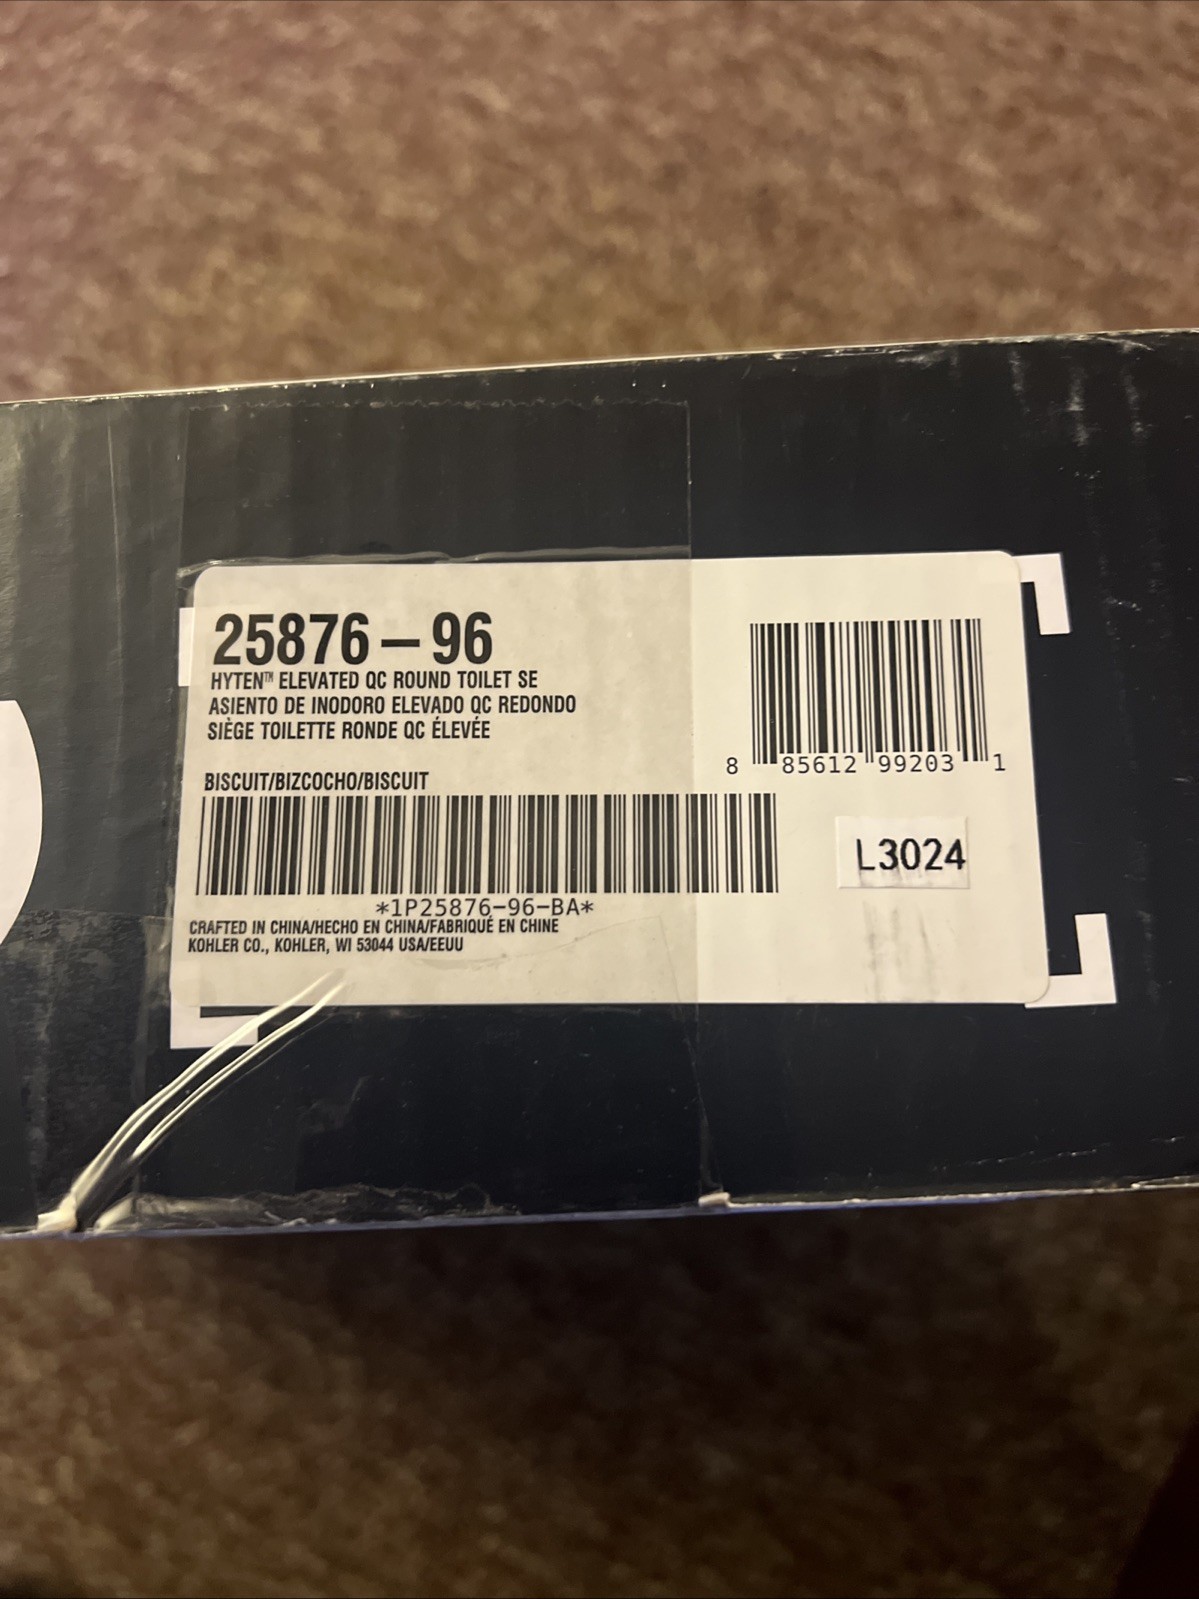 25876-96
HYTEN™ ELEVATED QC ROUND TOILET SE
ASIENTO DE INODORO ELEVADO QC REDONDO
SIÈGE TOILETTE RONDE QC ÉLEVÉE
BISCUIT/BIZCOCHO/BISCUIT
8 85612 99203 1
L3024
*1P25876-96-BA*
CRAFTED IN CHINA/HECHO EN CHINA/FABRIQUÉ EN CHINE
KOHLER CO., KOHLER, WI 53044 USA/EEUU